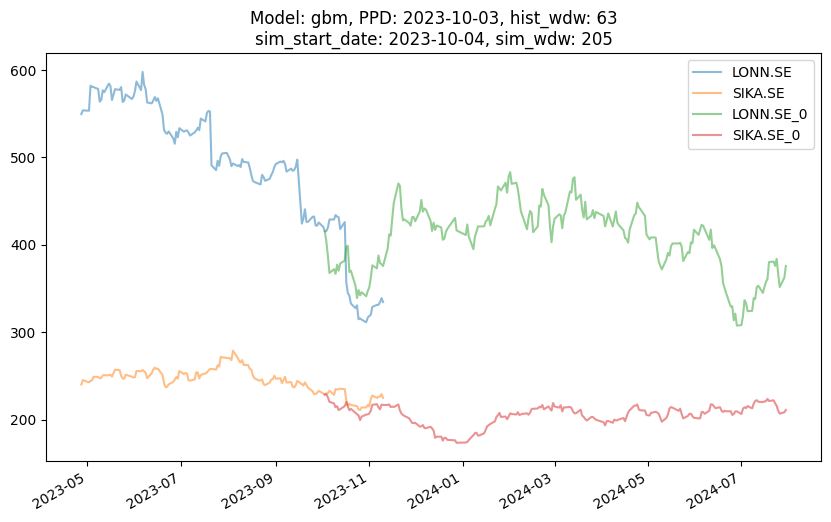 Model: gbm, PPD: 2023-10-03, hist_wdw: 63
sim_start_date: 2023-10-04, sim_wdw: 205
LONN.SE
SIKA.SE
LONN.SE_0
SIKA.SE_0
600
500
400
300
200
2023-05
2023-07
2023-09
2023-11
2024-01
2024-03
2024-05
2024-07